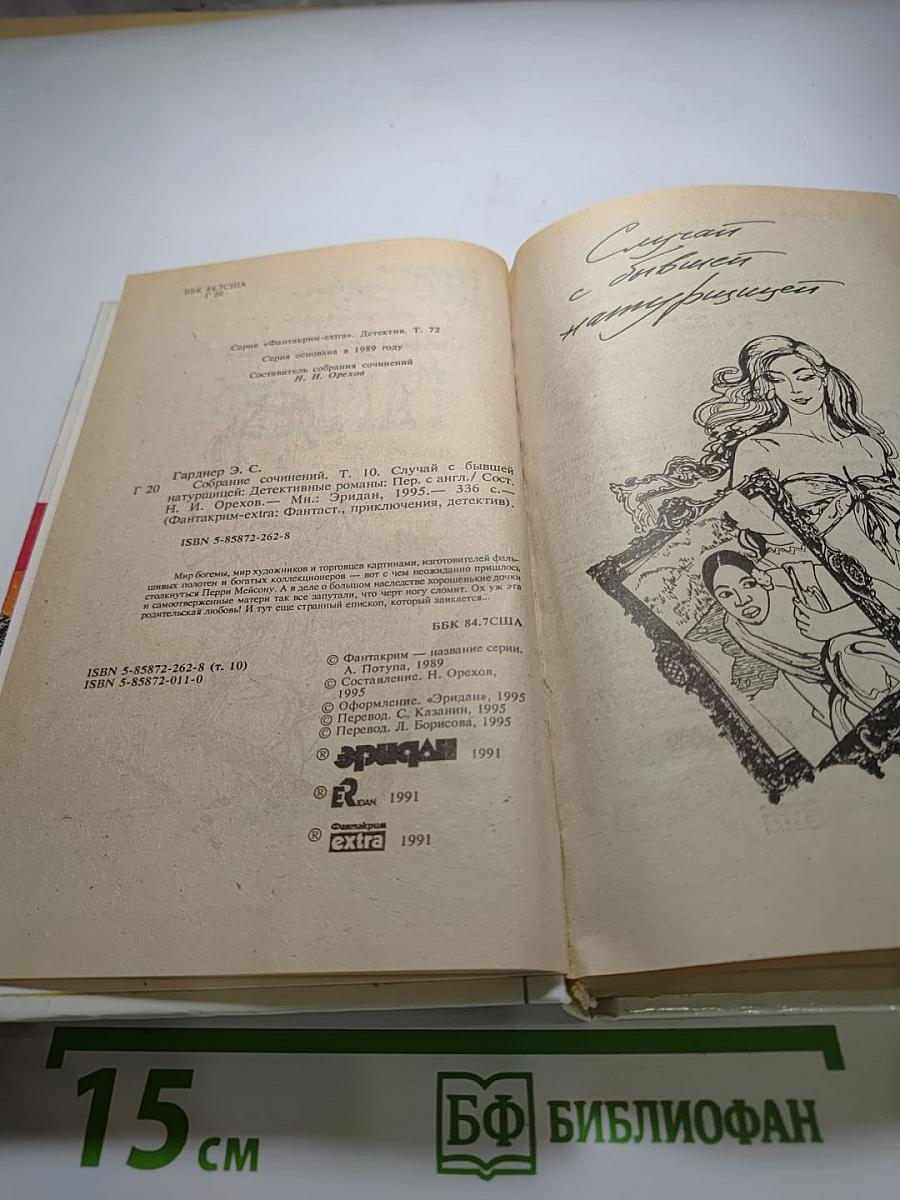 ББК 84.7США
Г 20
Серия «Фантакрим-extra». Детектив. Т. 72
Серия основана в 1989 году
Составитель собрания сочинений
Н. И. Орехов
Гарднер Э. С.
Г 20 Собрание сочинений. Т. 10. Случай с бывшей
натурщицей: Детективные романы: Пер. с англ./ Сост.
Н. И. Орехов.— Мн.: Эридан, 1995.— 336 с.—
(Фантакрим-extra: Фантаст., приключения, детектив).
ISBN 5-85872-262-8
Мир богемы, мир художников и торговцев картинами, изготовителей фаль-
шивых полотен и богатых коллекционеров — вот с чем неожиданно пришлось
столкнуться Перри Мейсону. А в деле о большом наследстве хорошенькие дочки
и самоотверженные матери так все запутали, что черт ногу сломит. Ох уж эта
родительская любовь! И тут еще странный епископ, который заикается...
ББК 84.7США
ISBN 5-85872-262-8 (т. 10)
ISBN 5-85872-011-0
© Фантакрим — название серии.
А. Потупа, 1989
© Составление. Н. Орехов,
1995
© Оформление. «Эридан», 1995
© Перевод. С. Казанин, 1995
© Перевод. Л. Борисова, 1995
® эридан 1991
® ERIDAN 1991
® Фантакрим
extra 1991
Случай
с бывшей
натурщицей
15 см
БФ БИБЛИОФАН